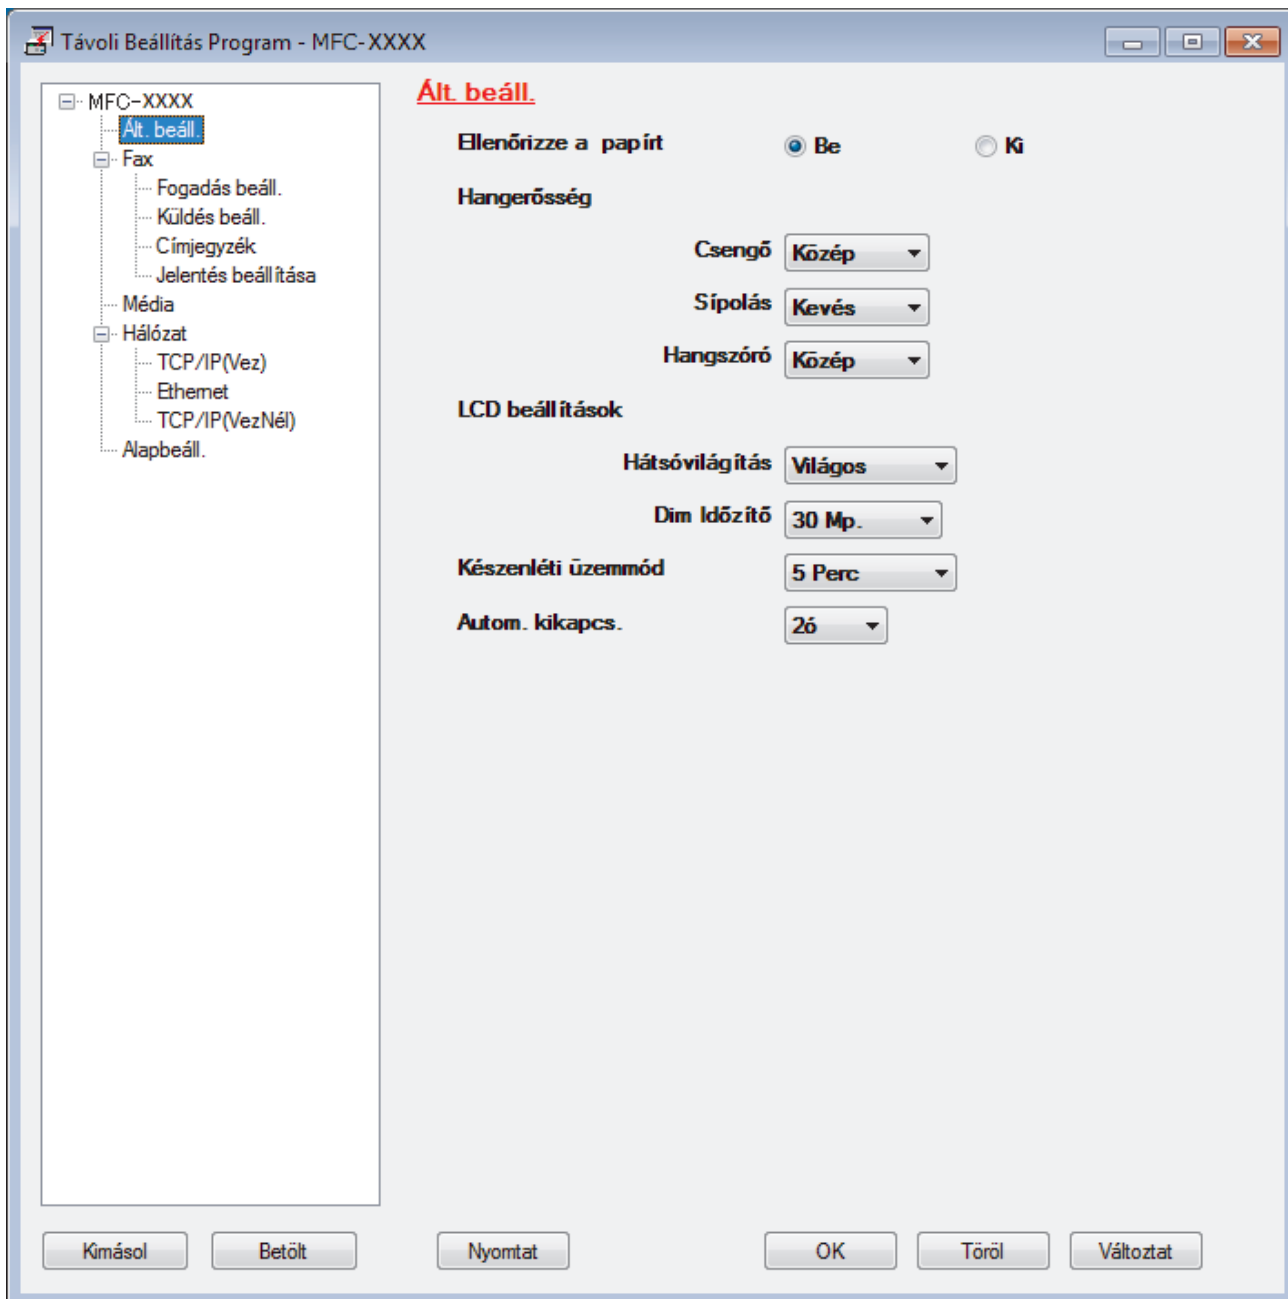 Távoli Beállítás Program - MFC-XXXX
MFC-XXXX
Ált. beáll.
Fax
Fogadás beáll.
Küldés beáll.
Címjegyzék
Jelentés beállítása
Média
Hálózat
TCP/IP(Vez)
Ethernet
TCP/IP(VezNél)
Alapbeáll.
Ált. beáll.
Ellenőrizze a papírt Be Ki
Hangerősség
Csengő Közép
Sípolás Kevés
Hangszóró Közép
LCD beállítások
Hátsóvilágítás Világos
Dim Időzítő 30 Mp.
Készenléti üzemmód 5 Perc
Autom. kikapcs. 2ó
Kimásol Betölt Nyomtat OK Töröl Változtat